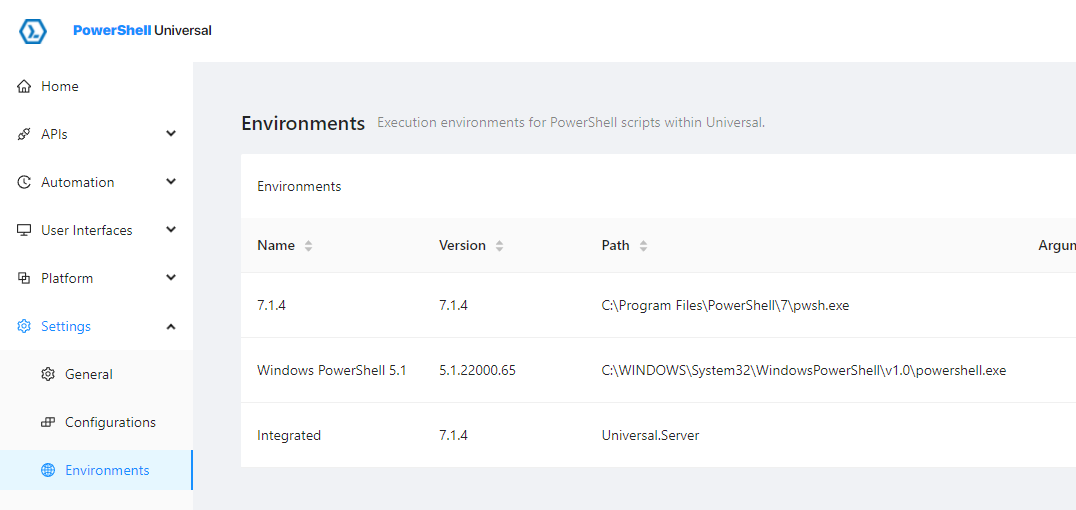 PowerShell Universal
Home
APIs
Automation
User Interfaces
Platform
Settings
General
Configurations
Environments
Environments Execution environments for PowerShell scripts within Universal.
Environments
Name Version Path Argum
7.1.4 7.1.4 C:\Program Files\PowerShell\7\pwsh.exe
Windows PowerShell 5.1 5.1.22000.65 C:\WINDOWS\System32\WindowsPowerShell\v1.0\powershell.exe
Integrated 7.1.4 Universal.Server